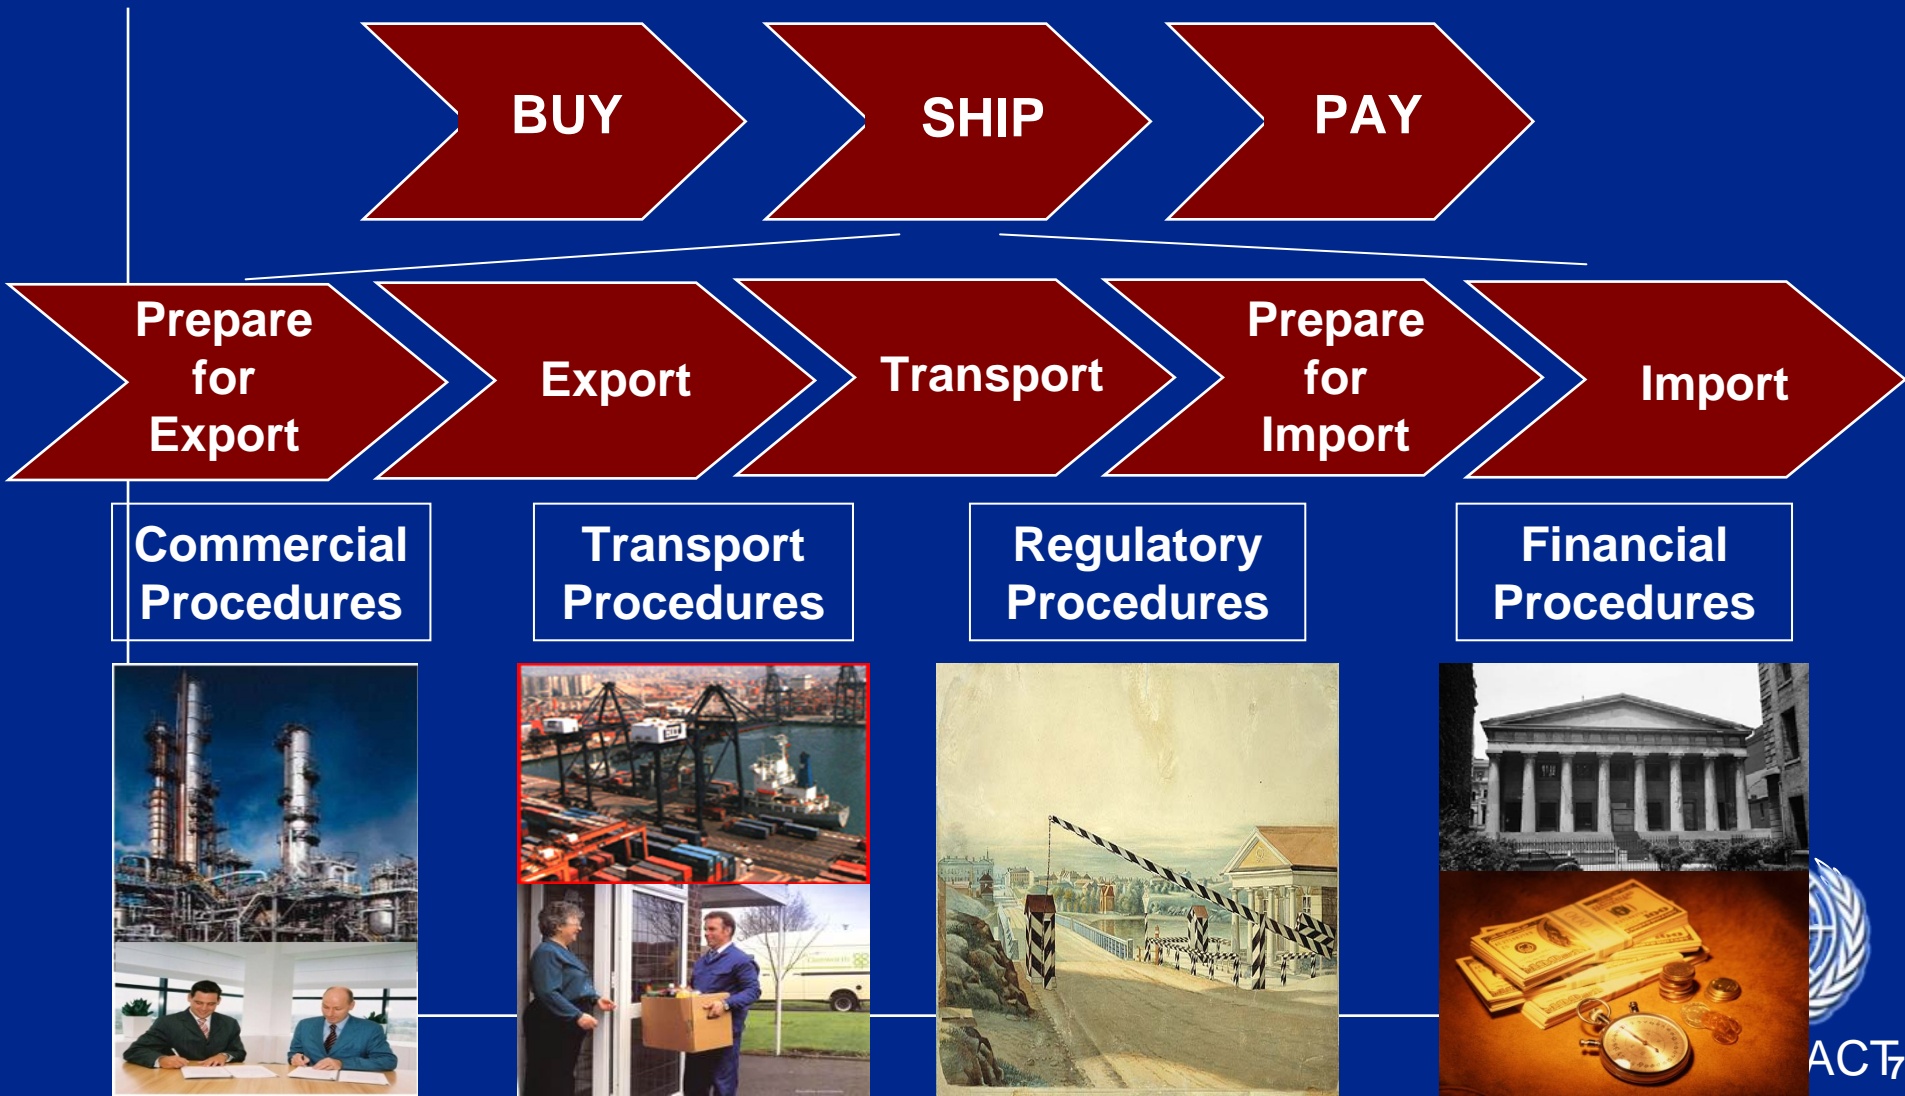 BUY
SHIP
PAY
Prepare
for
Export
Export
Transport
Prepare
for
Import
Import
Commercial
Procedures
Transport
Procedures
Regulatory
Procedures
Financial
Procedures
ACT
7